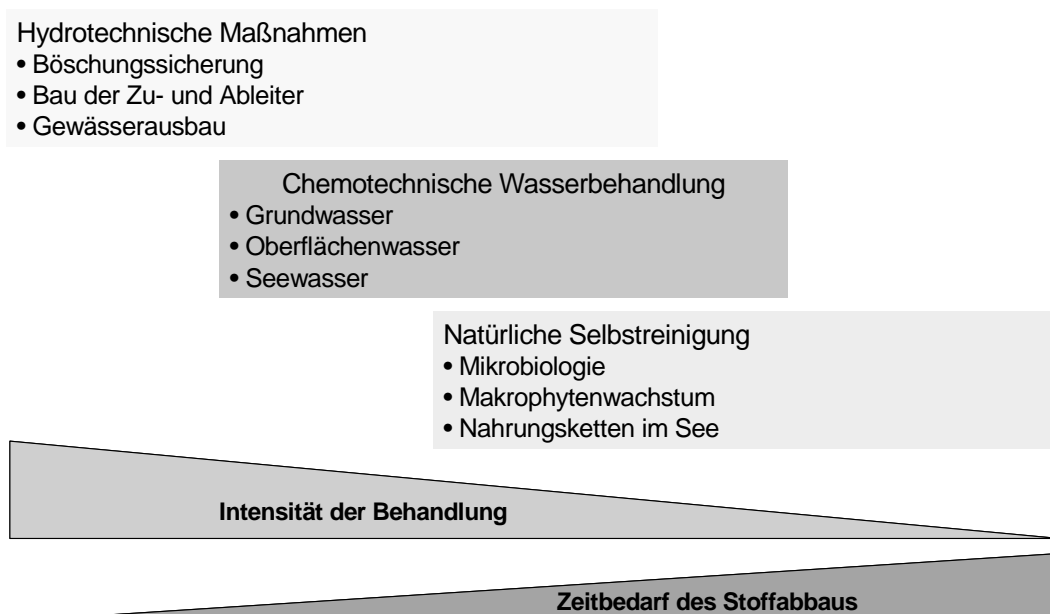 Hydrotechnische Maßnahmen
• Böschungssicherung
• Bau der Zu- und Ableiter
• Gewässerausbau
Chemotechnische Wasserbehandlung
• Grundwasser
• Oberflächenwasser
• Seewasser
Natürliche Selbstreinigung
• Mikrobiologie
• Makrophytenwachstum
• Nahrungsketten im See
Intensität der Behandlung
Zeitbedarf des Stoffabbaus